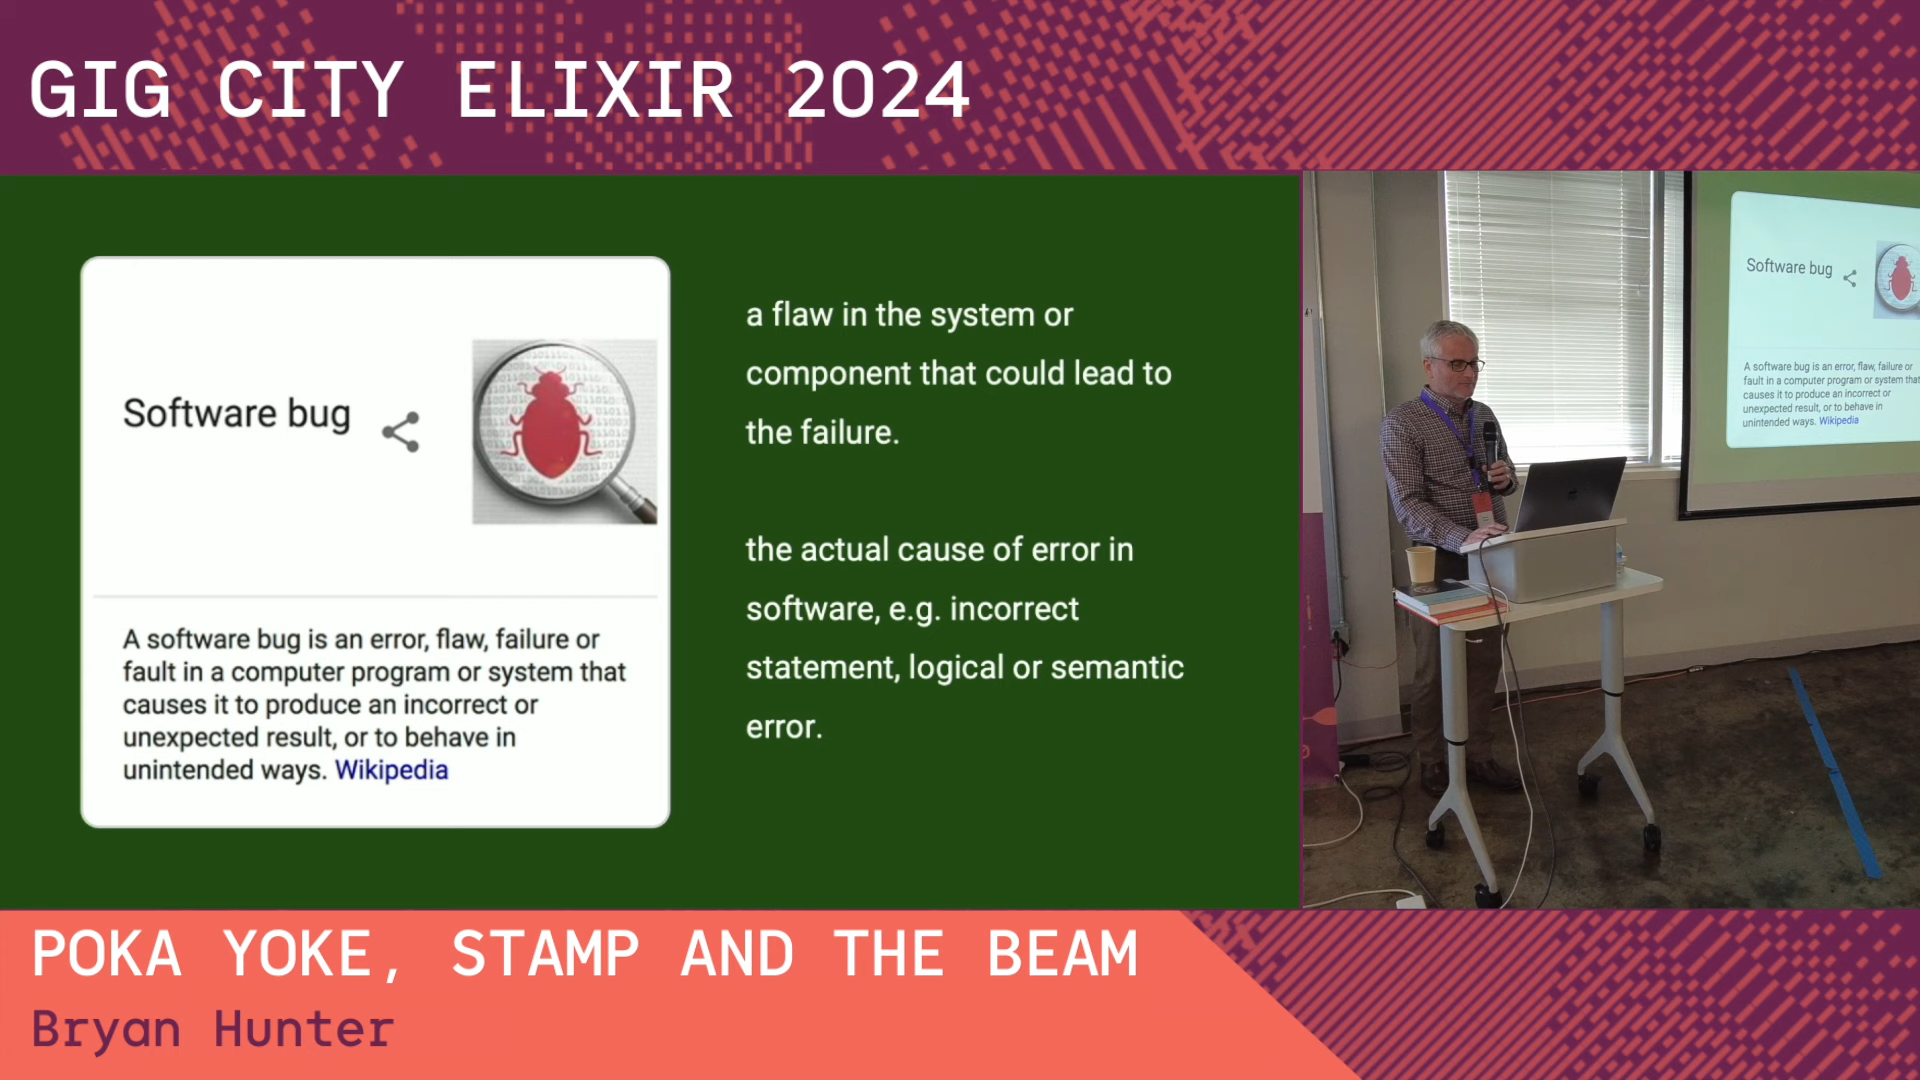 GIG CITY ELIXIR 2024
Software bug
A software bug is an error, flaw, failure or
fault in a computer program or system that
causes it to produce an incorrect or
unexpected result, or to behave in
unintended ways. Wikipedia
a flaw in the system or
component that could lead to
the failure.
the actual cause of error in
software, e.g. incorrect
statement, logical or semantic
error.
Software bug
A software bug is an error, flaw, failure or
fault in a computer program or system that
causes it to produce an incorrect or
unexpected result, or to behave in
unintended ways. Wikipedia
POKA YOKE, STAMP AND THE BEAM
Bryan Hunter